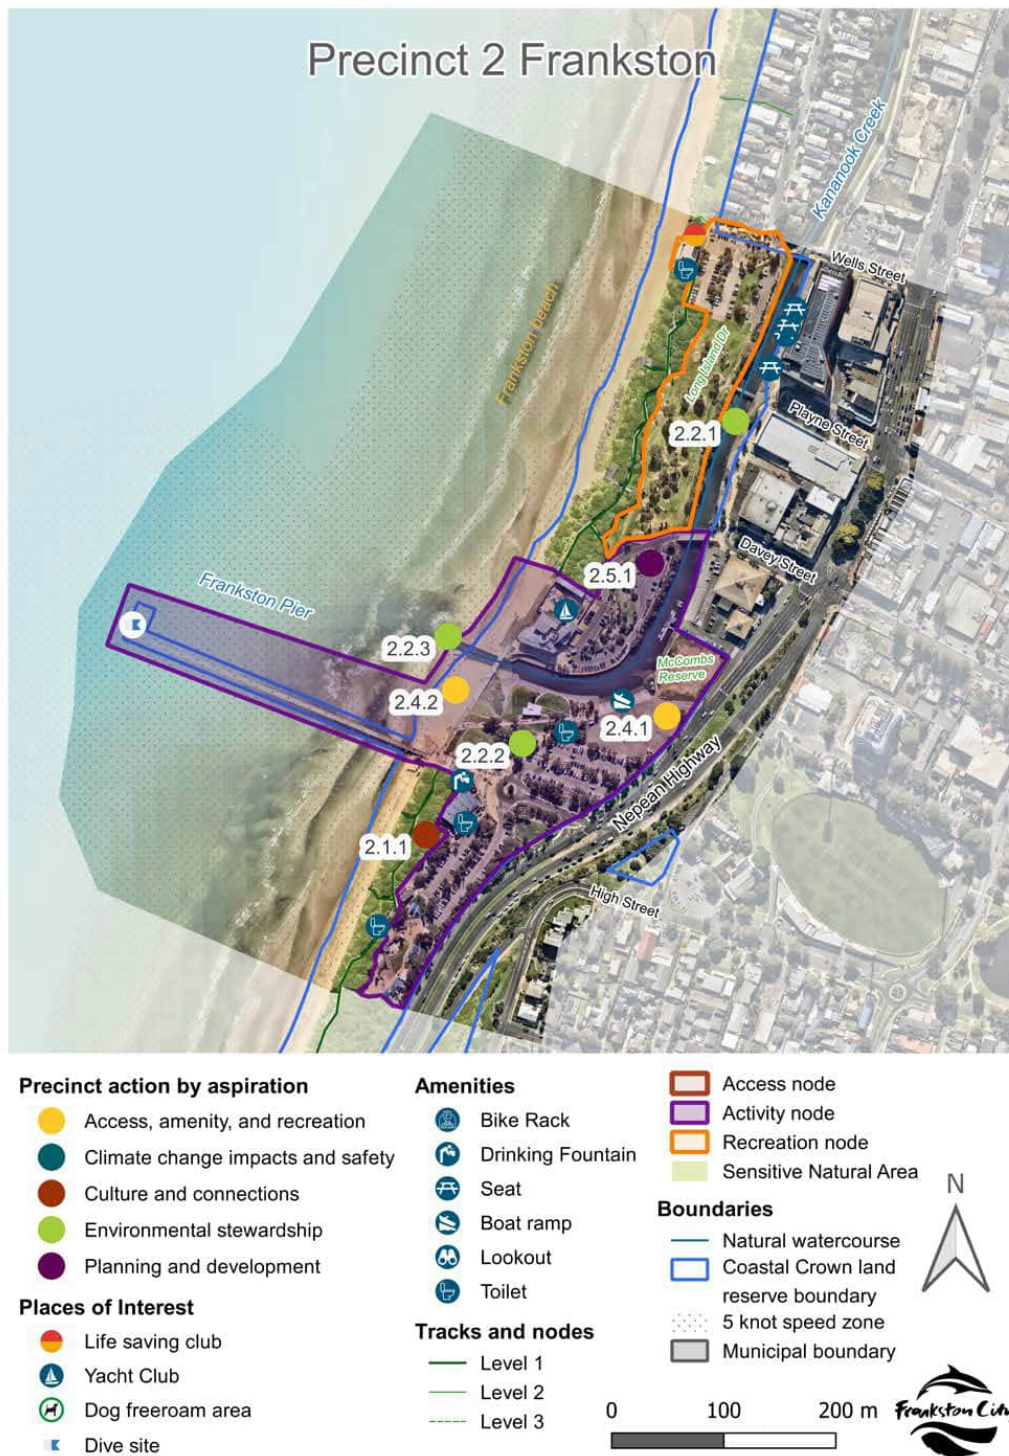 Precinct 2 Frankston
Kananook Creek
Wells Street
Frankston beach
Long Island Dr
Playne Street
2.2.1
Davey Street
2.5.1
Frankston Pier
2.2.3
McCombs
Reserve
2.4.2
2.4.1
2.2.2
Nepean Highway
2.1.1
High Street
Precinct action by aspiration
Access, amenity, and recreation
Climate change impacts and safety
Culture and connections
Environmental stewardship
Planning and development
Places of Interest
Life saving club
Yacht Club
Dog freeroam area
Dive site
Amenities
Bike Rack
Drinking Fountain
Seat
Boat ramp
Lookout
Toilet
Tracks and nodes
Level 1
Level 2
Level 3
Access node
Activity node
Recreation node
Sensitive Natural Area
Boundaries
Natural watercourse
Coastal Crown land
reserve boundary
5 knot speed zone
Municipal boundary
N
0 100 200 m
Frankston City